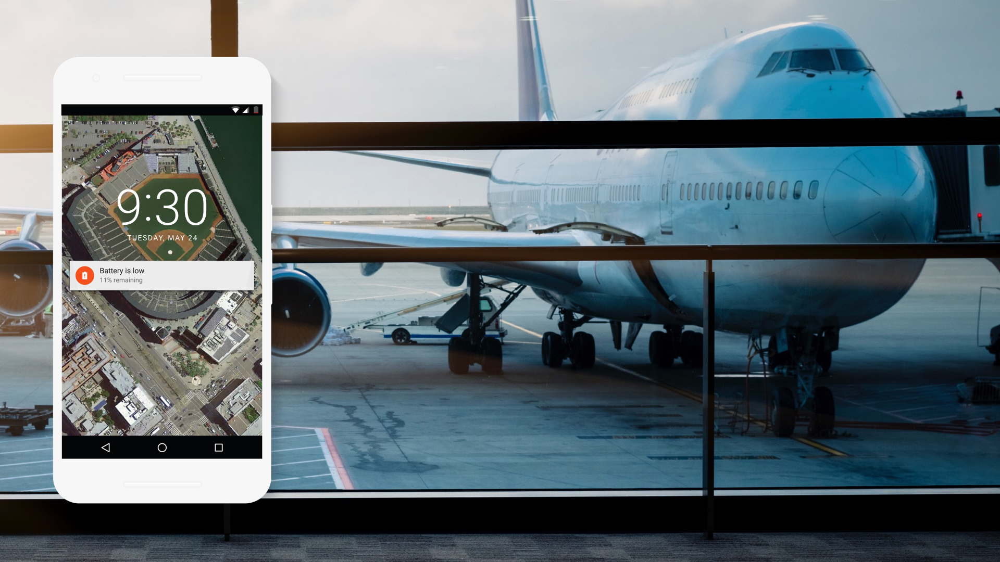 9:30
TUESDAY, MAY 24
Battery is low
11% remaining